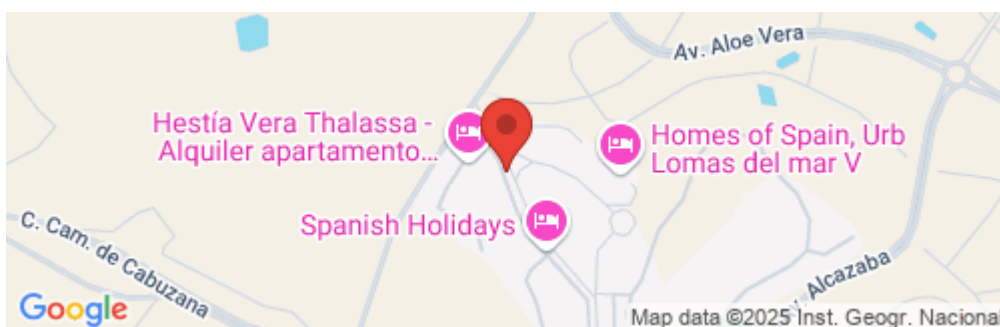 Av. Aloe Vera
Hestía Vera Thalassa -
Alquiler apartamento...
Homes of Spain, Urb
Lomas del mar V
Spanish Holidays
C. Cam. de Cabuzana
Alcazaba
Google
Map data ©2025 Inst. Geogr. Naciona